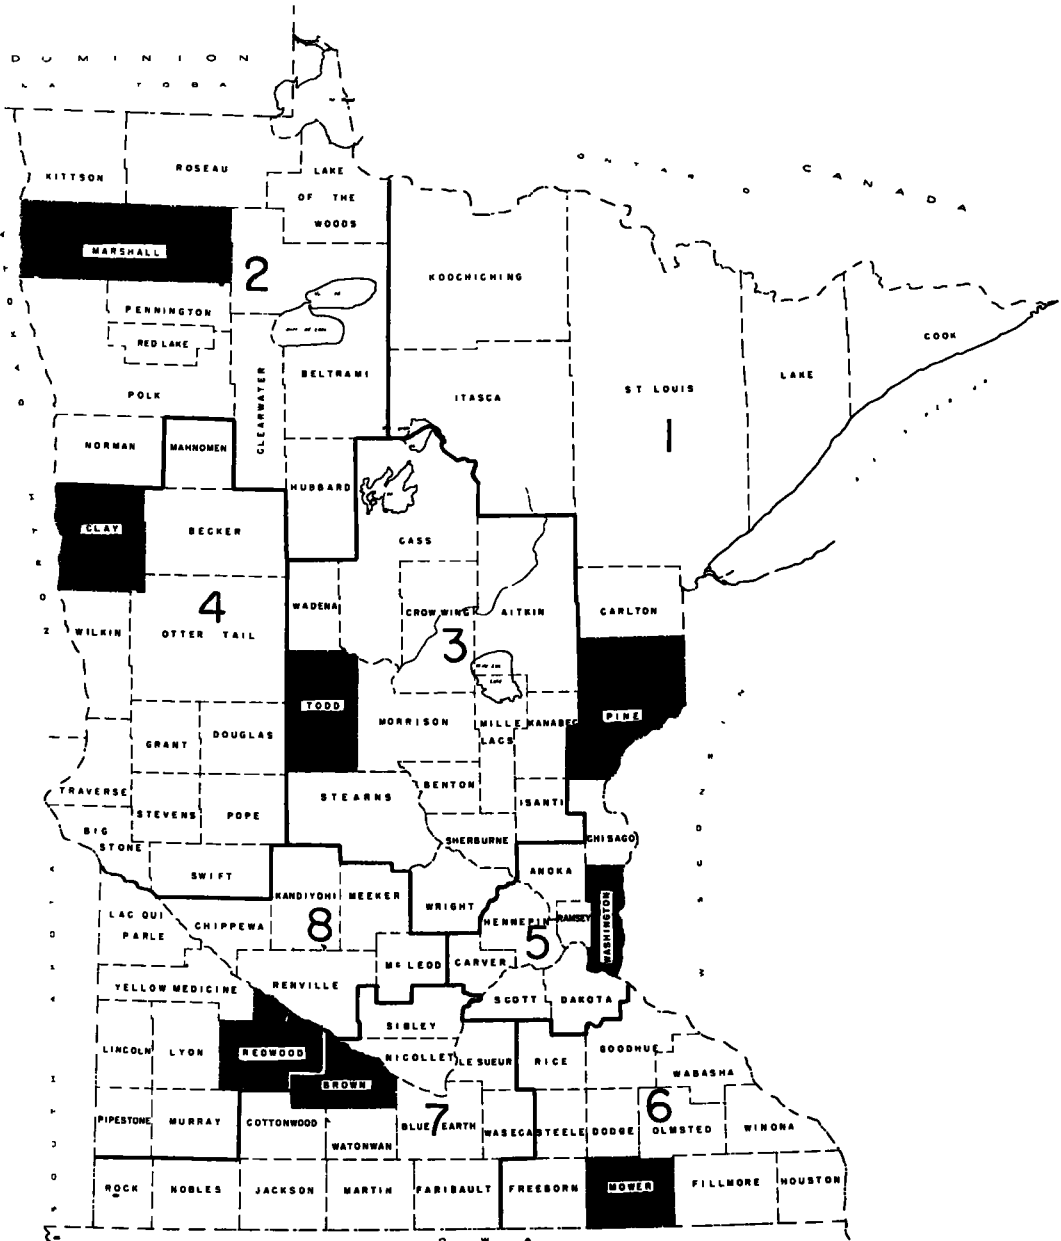 D U M I N I O N
T O B A
ONTARIO CANADA
KITTSON
ROSEAU
LAKE
OF THE
WOODS
MARSHALL
2
KOOCHICHING
PENNINGTON
RED LAKE
COOK
BELTRAMI
LAKE
POLK
CLEARWATER
ITASCA
ST LOUIS
1
NORMAN
MAHNOMEN
HUBBARD
CLAY
BECKER
CASS
4
WADENA
CROW WING
AITKIN
CARLTON
WILKIN
OTTER TAIL
3
TODD
PINE
MORRISON
MILLE
LACS
KANABEC
GRANT
DOUGLAS
BENTON
TRAVERSE
STEARNS
ISANTI
STEVENS
POPE
BIG
STONE
SHERBURNE
CHISAGO
SWIFT
ANOKA
KANDIYOHI
MEEKER
WRIGHT
LAC QUI
PARLE
CHIPPEWA
8
HENNEPIN
RAMSEY
WASHINGTON
5
Mc LEOD
CARVER
YELLOW MEDICINE
RENVILLE
SCOTT
DAKOTA
SIBLEY
LINCOLN
LYON
REDWOOD
NICOLLET
LE SUEUR
RICE
GOODHUE
WABASHA
BROWN
6
PIPESTONE
MURRAY
COTTONWOOD
7
BLUE EARTH
WASECA
STEELE
DODGE
OLMSTED
WINONA
WATONWAN
ROCK
NOBLES
JACKSON
MARTIN
FARIBAULT
FREEBORN
MOWER
FILLMORE
HOUSTON